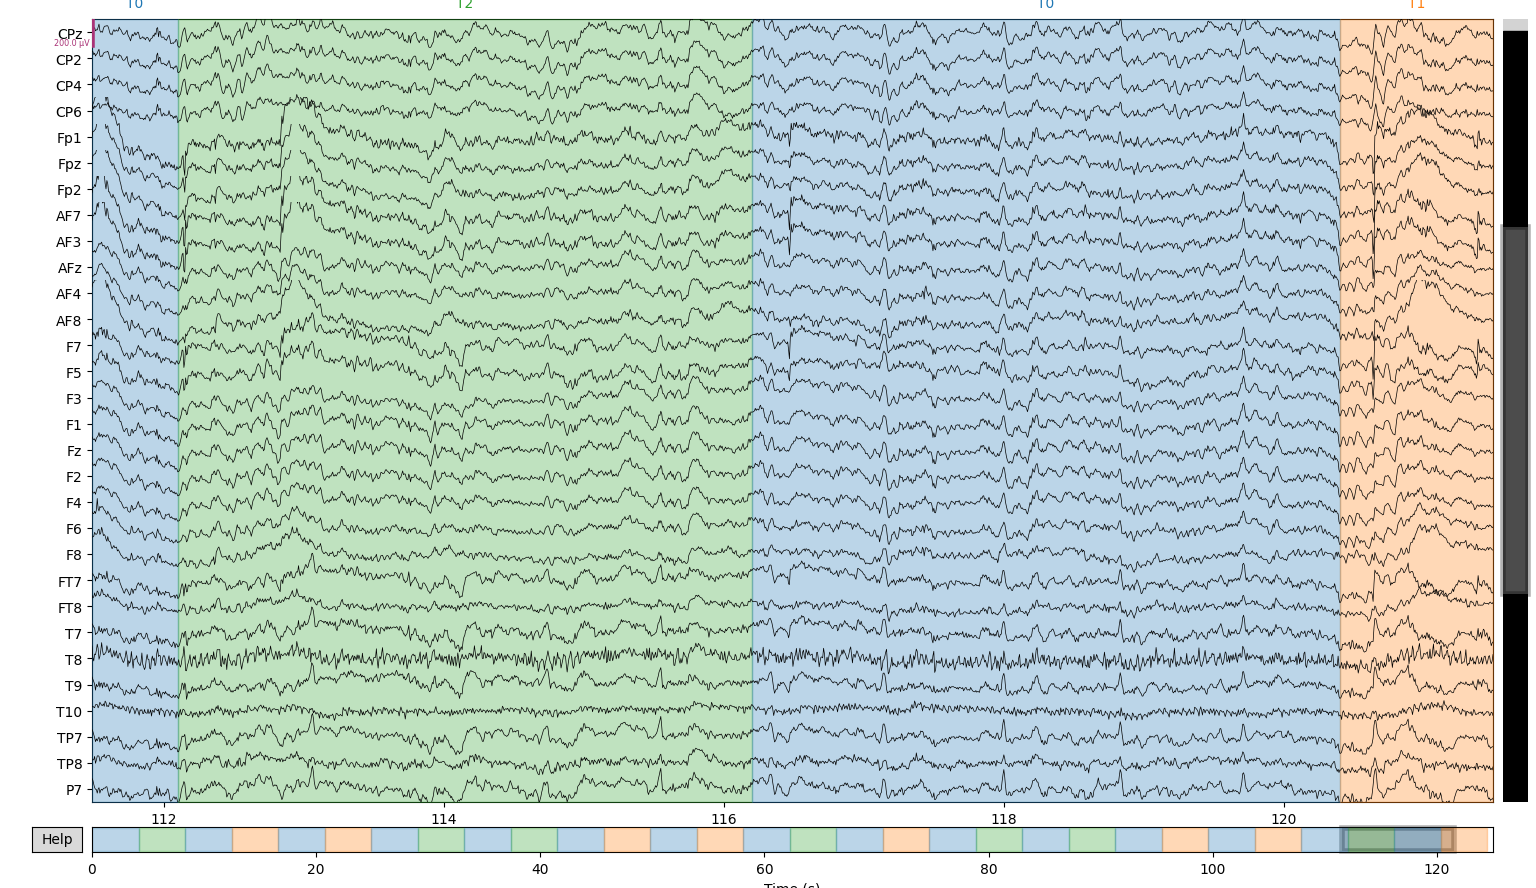 T0 T2 T0 T1
CPz
200.0 µV
CP2
CP4
CP6
Fp1
Fpz
Fp2
AF7
AF3
AFz
AF4
AF8
F7
F5
F3
F1
Fz
F2
F4
F6
F8
FT7
FT8
T7
T8
T9
T10
TP7
TP8
P7
112 114 116 118 120
Help
0 20 40 60 80 100 120
Time (s)